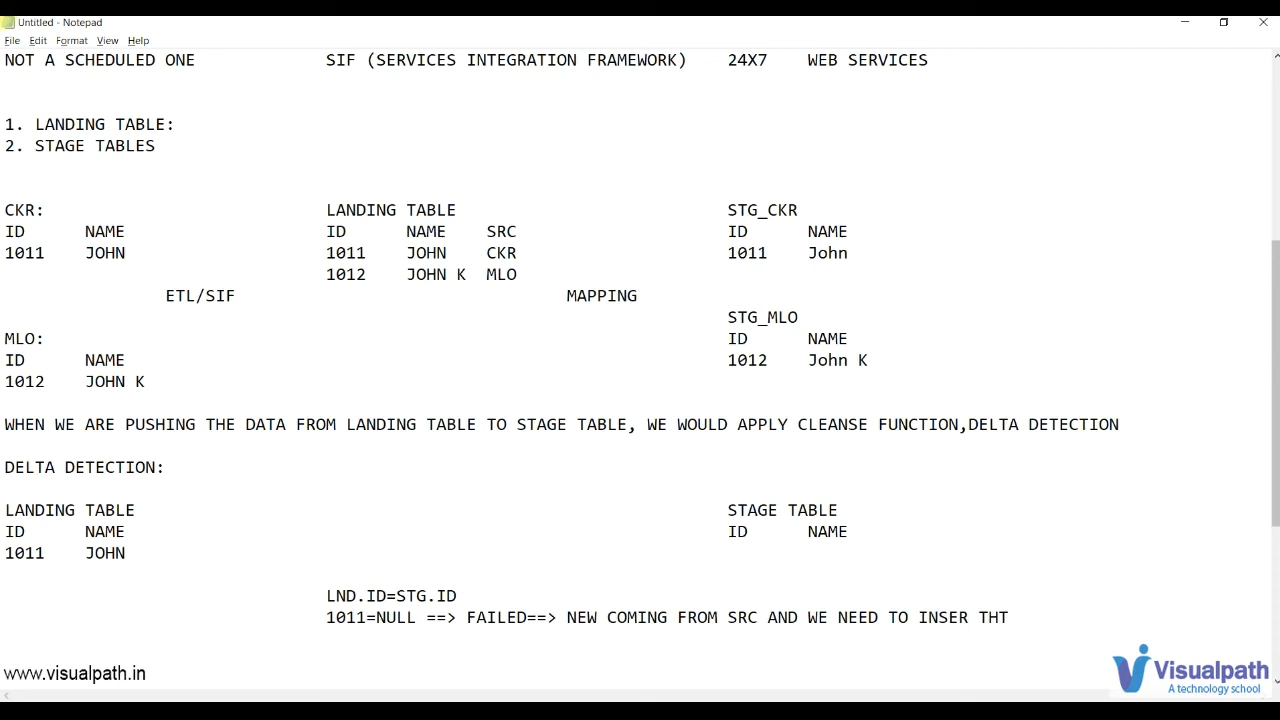 Untitled - Notepad
File Edit Format View Help
NOT A SCHEDULED ONE SIF (SERVICES INTEGRATION FRAMEWORK) 24X7 WEB SERVICES
1. LANDING TABLE:
2. STAGE TABLES
CKR: LANDING TABLE STG_CKR
ID NAME ID NAME SRC ID NAME
1011 JOHN 1011 JOHN CKR 1011 John
1012 JOHN K MLO
ETL/SIF MAPPING
STG_MLO
MLO: ID NAME
ID NAME 1012 John K
1012 JOHN K
WHEN WE ARE PUSHING THE DATA FROM LANDING TABLE TO STAGE TABLE, WE WOULD APPLY CLEANSE FUNCTION,DELTA DETECTION
DELTA DETECTION:
LANDING TABLE STAGE TABLE
ID NAME ID NAME
1011 JOHN
LND.ID=STG.ID
1011=NULL ==> FAILED==> NEW COMING FROM SRC AND WE NEED TO INSER THT
www.visualpath.in
Visualpath
A technology school